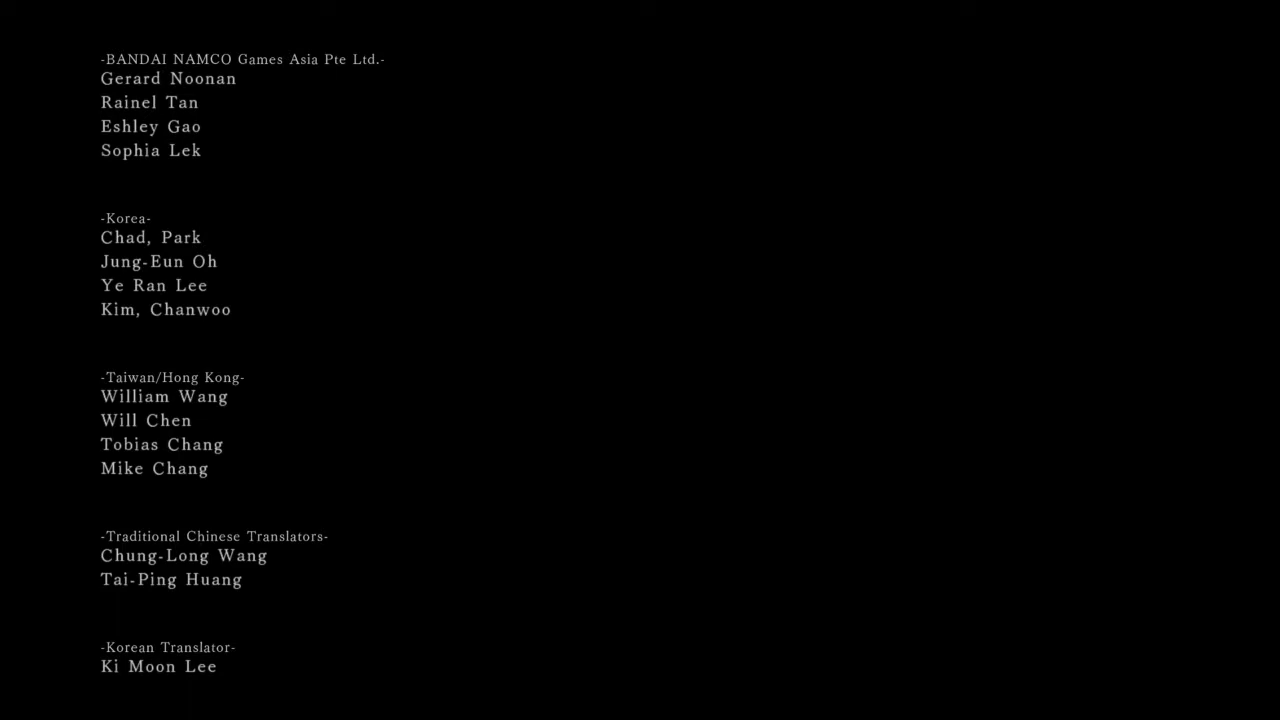 -BANDAI NAMCO Games Asia Pte Ltd.-
Gerard Noonan
Rainel Tan
Eshley Gao
Sophia Lek
-Korea-
Chad, Park
Jung-Eun Oh
Ye Ran Lee
Kim, Chanwoo
-Taiwan/Hong Kong-
William Wang
Will Chen
Tobias Chang
Mike Chang
-Traditional Chinese Translators-
Chung-Long Wang
Tai-Ping Huang
-Korean Translator-
Ki Moon Lee